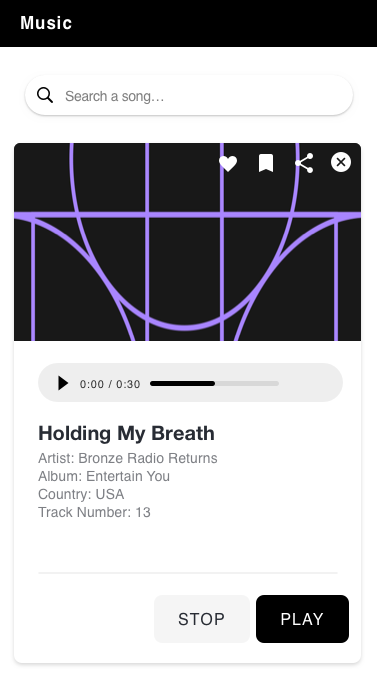 Music
Search a song...
0:00 / 0:30
Holding My Breath
Artist: Bronze Radio Returns
Album: Entertain You
Country: USA
Track Number: 13
STOP
PLAY